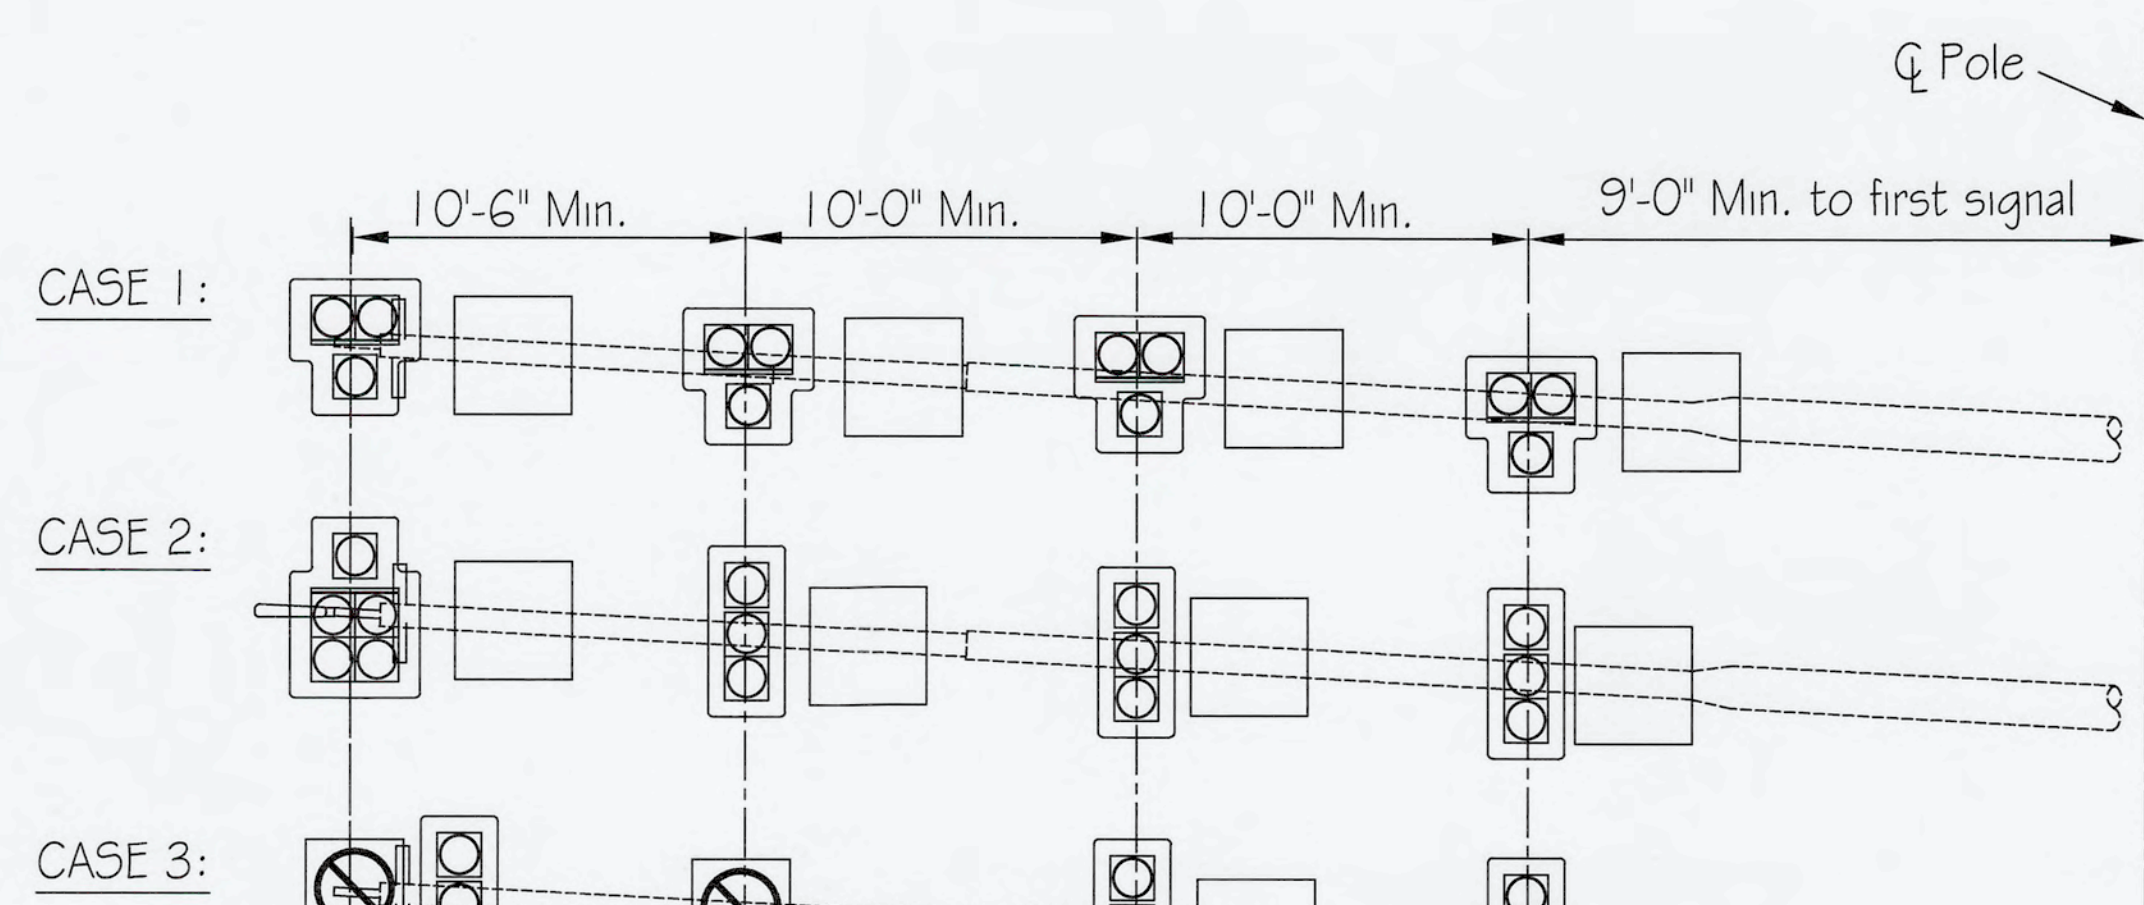 ℄ Pole
10'-6" Min.
10'-0" Min.
10'-0" Min.
9'-0" Min. to first signal
CASE 1:
CASE 2:
CASE 3: